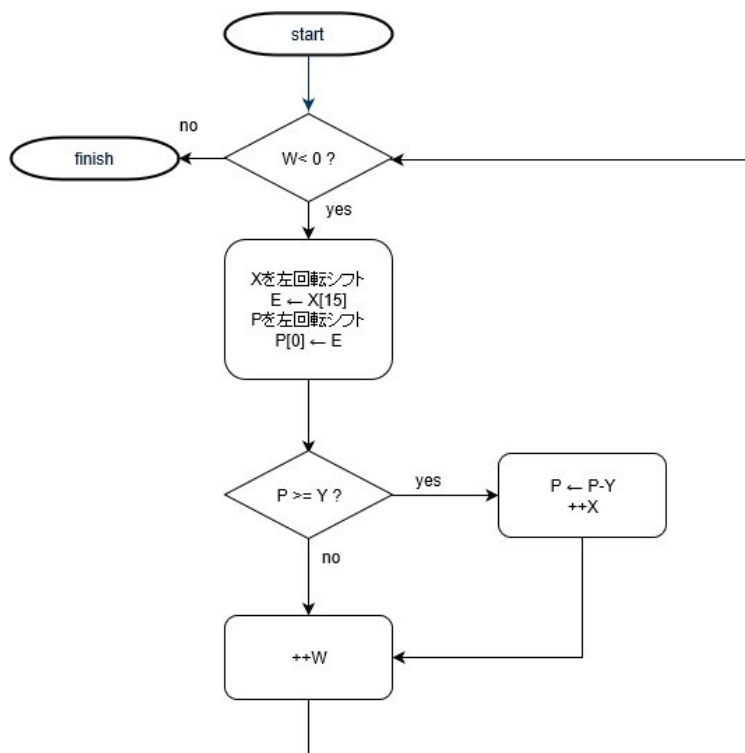 start
no
finish
W< 0 ?
yes
Xを左回転シフト
E ← X[15]
Pを左回転シフト
P[0] ← E
P >= Y ?
yes
P ← P-Y
++X
no
++W